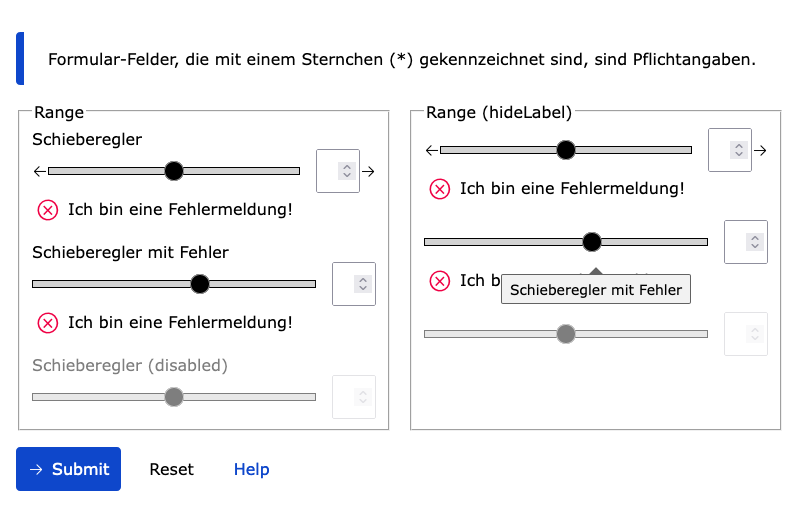 Formular-Felder, die mit einem Sternchen (*) gekennzeichnet sind, sind Pflichtangaben.
Range
Schieberegler
Ich bin eine Fehlermeldung!
Schieberegler mit Fehler
Ich bin eine Fehlermeldung!
Schieberegler (disabled)
Range (hideLabel)
Ich bin eine Fehlermeldung!
Ich
Schieberegler mit Fehler
Submit
Reset
Help